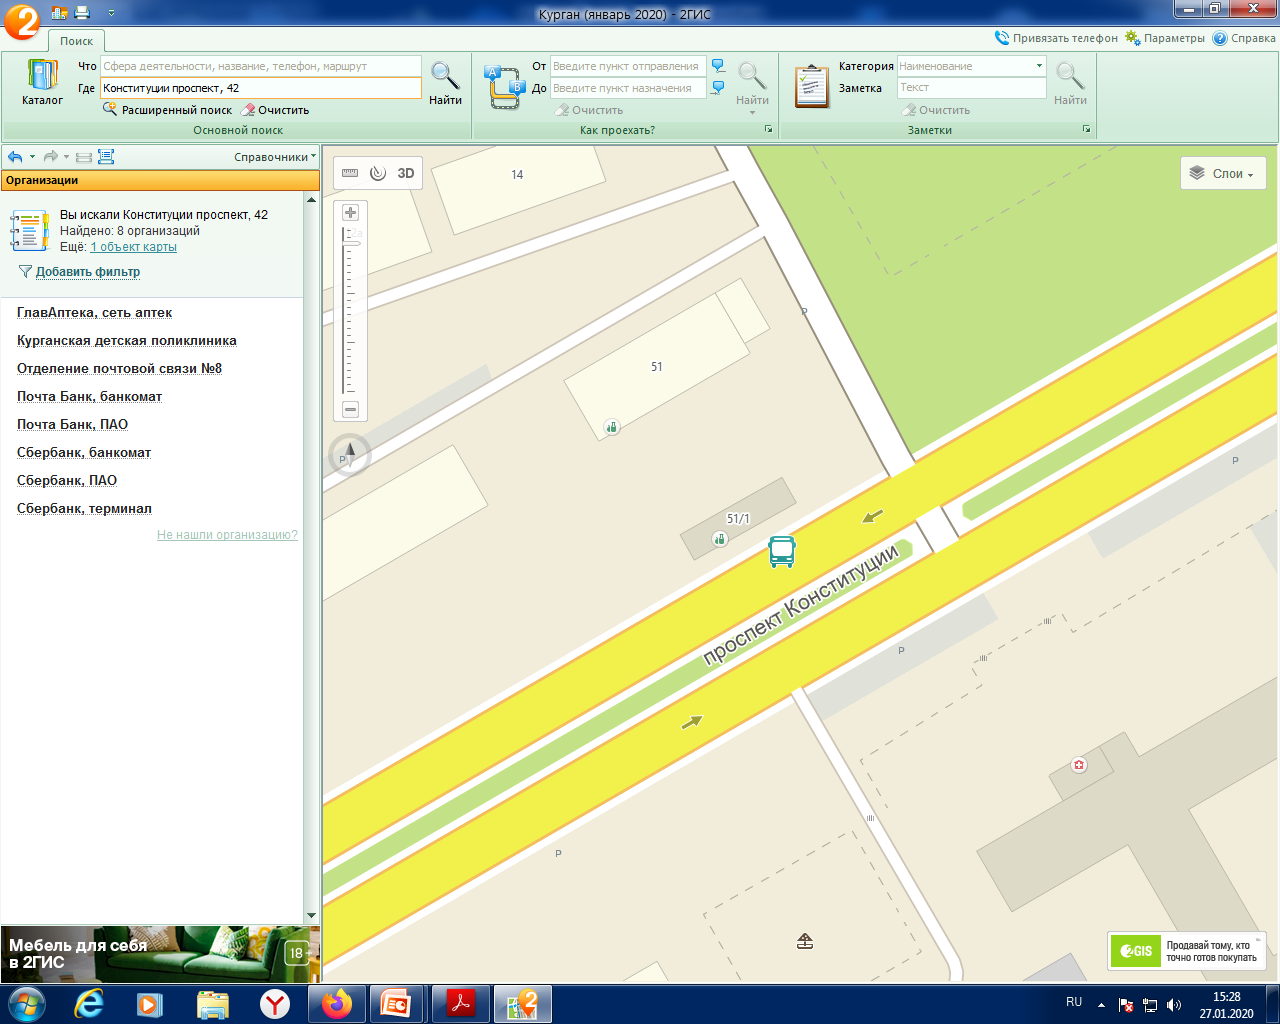 Курган (январь 2020) - 2ГИС
Поиск
Привязать телефон
Параметры
Справка
Каталог
Что
Сфера деятельности, название, телефон, маршрут
Где
Конституции проспект, 42
Расширенный поиск
Очистить
Найти
Основной поиск
От
Введите пункт отправления
До
Введите пункт назначения
Очистить
Найти
Как проехать?
Категория
Наименование
Заметка
Текст
Очистить
Найти
Заметки
Справочники
Организации
Вы искали Конституции проспект, 42
Найдено: 8 организаций
Ещё: 1 объект карты
Добавить фильтр
ГлавАптека, сеть аптек
Курганская детская поликлиника
Отделение почтовой связи №8
Почта Банк, банкомат
Почта Банк, ПАО
Сбербанк, банкомат
Сбербанк, ПАО
Сбербанк, терминал
Не нашли организацию?
Мебель для себя
в 2ГИС
18
3D
Слои
14
P
51
P
P
51/1
проспект Конституции
P
P
2GIS
Продавай тому, кто
точно готов покупать
RU
15:28
27.01.2020